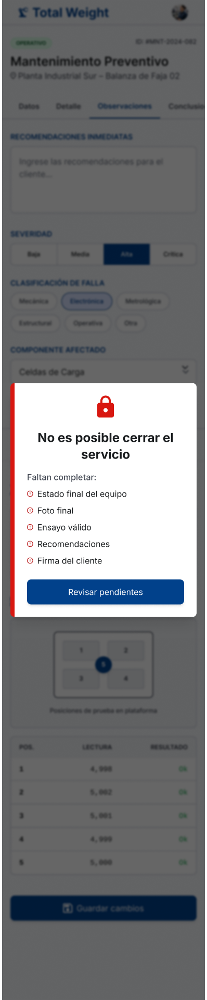 Total Weight
OPERATIVO
ID: #MNT-2024-082
Mantenimiento Preventivo
Planta Industrial Sur – Balanza de Faja 02
Datos Detalle Observaciones Conclusio
RECOMENDACIONES INMEDIATAS
Ingrese las recomendaciones para el
cliente...
SEVERIDAD
Baja Media Alta Crítica
CLASIFICACIÓN DE FALLA
Mecánica Electrónica Metrológica
Estructural Operativa Otra
COMPONENTE AFECTADO
Celdas de Carga
No es posible cerrar el
servicio
Faltan completar:
Estado final del equipo
Foto final
Ensayo válido
Recomendaciones
Firma del cliente
Revisar pendientes
1 2
5
3 4
Posiciones de prueba en plataforma
POS. LECTURA RESULTADO
1 4,998 Ok
2 5,002 Ok
3 5,001 Ok
4 4,999 Ok
5 5,000 Ok
Guardar cambios